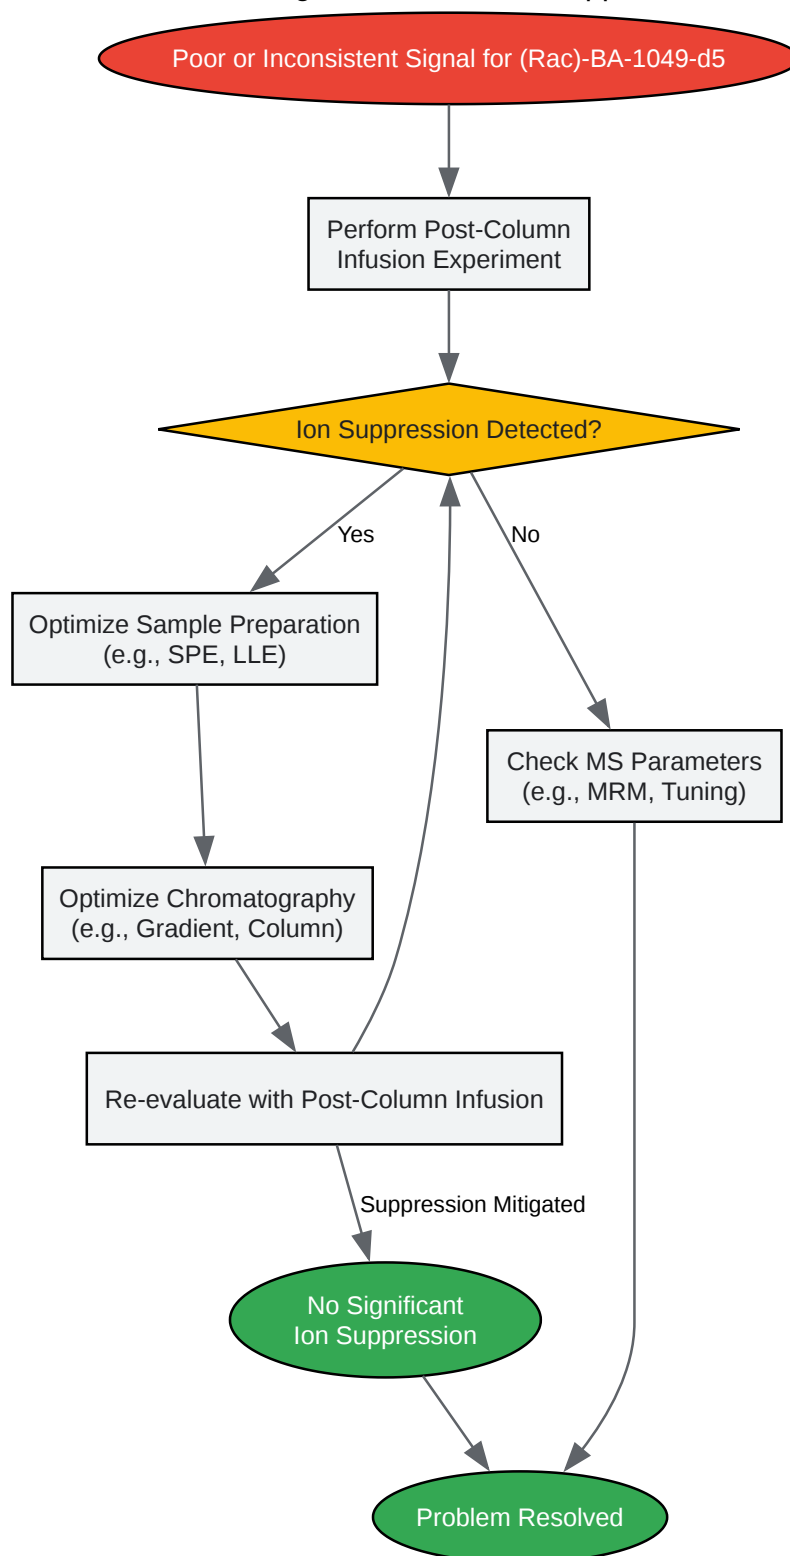 Poor or Inconsistent Signal for (Rac)-BA-1049-d5
Perform Post-Column
Infusion Experiment
Ion Suppression Detected?
Yes
No
Optimize Sample Preparation
(e.g., SPE, LLE)
Check MS Parameters
(e.g., MRM, Tuning)
Optimize Chromatography
(e.g., Gradient, Column)
Re-evaluate with Post-Column Infusion
Suppression Mitigated
No Significant
Ion Suppression
Problem Resolved